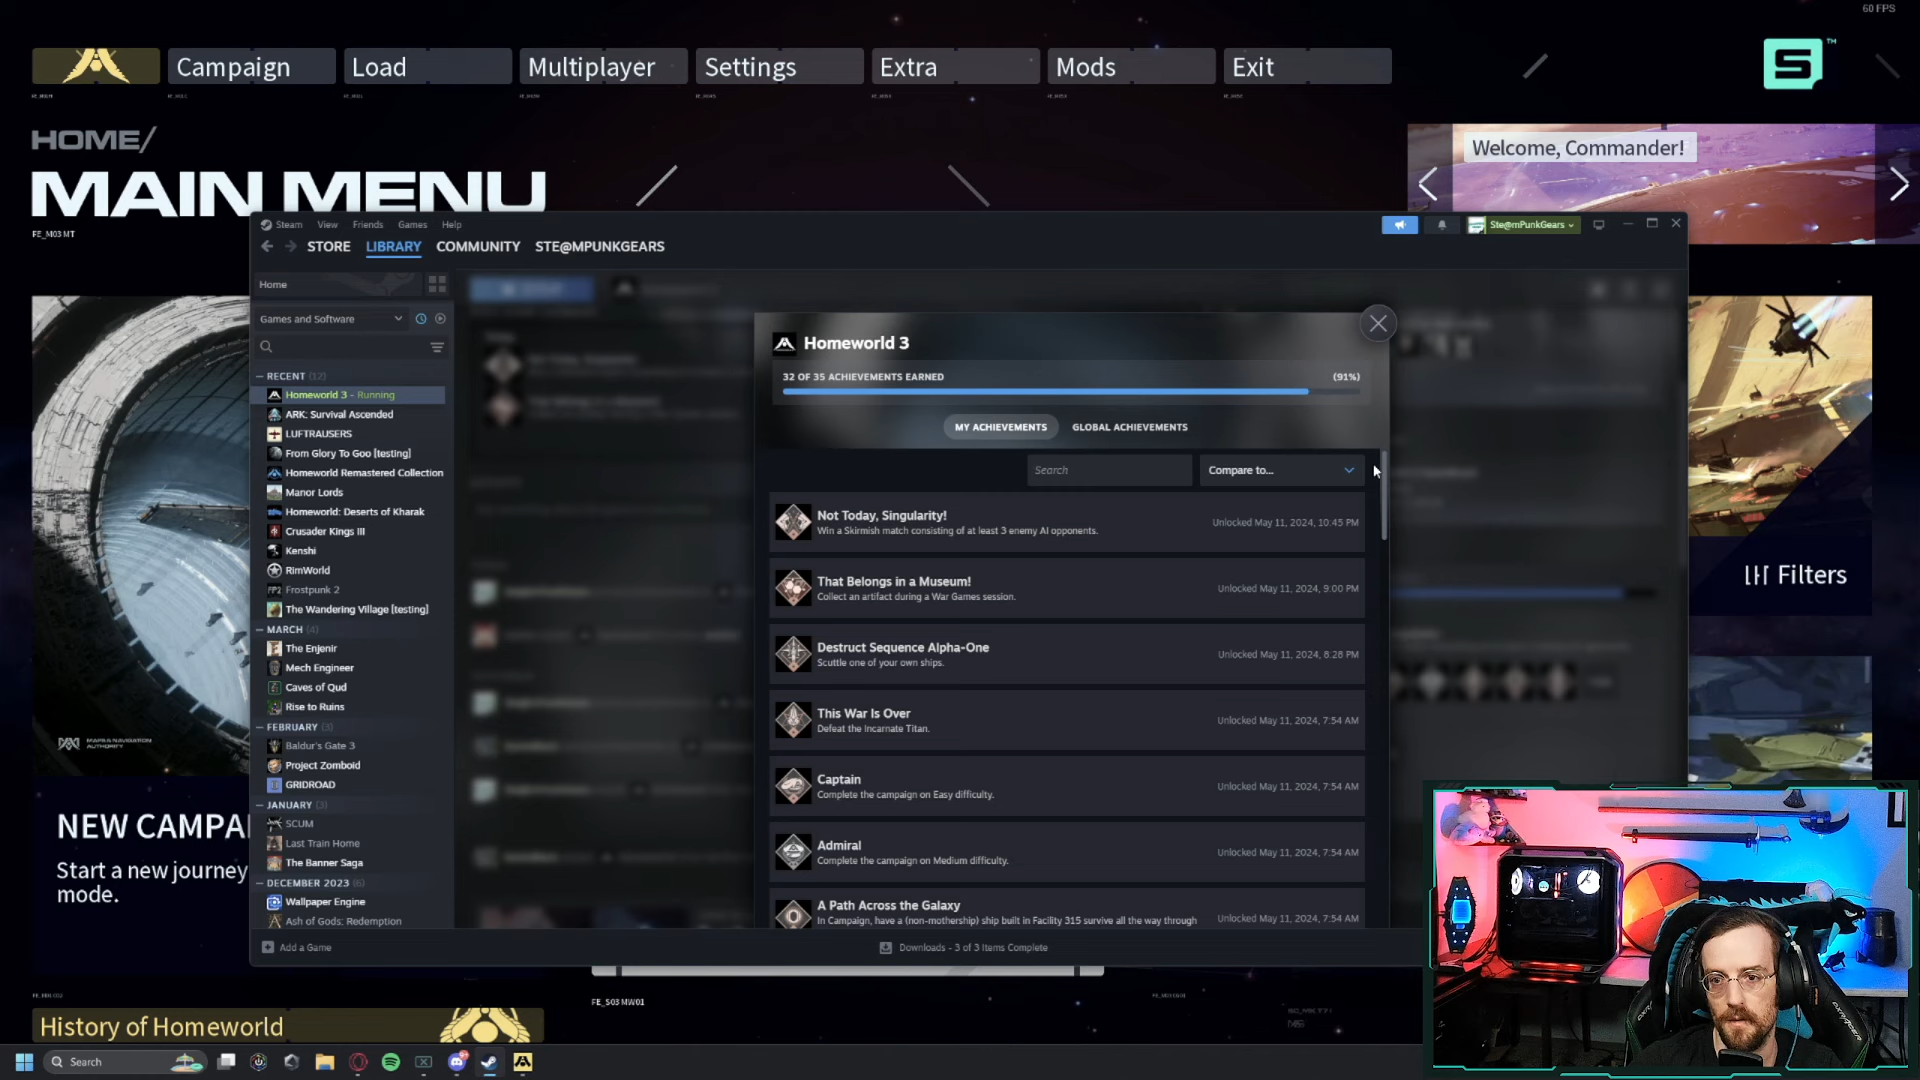 60 FPS
Campaign
Load
Multiplayer
Settings
Extra
Mods
Exit
HOME/
MAIN MENU
FE_M03 MT
Welcome, Commander!
Steam View Friends Games Help
Ste@mPunkGears
STORE LIBRARY COMMUNITY STE@MPUNKGEARS
Home
Games and Software
RECENT (12)
Homeworld 3 - Running
ARK: Survival Ascended
LUFTRAUSERS
From Glory To Goo [testing]
Homeworld Remastered Collection
Manor Lords
Homeworld: Deserts of Kharak
Crusader Kings III
Kenshi
RimWorld
Frostpunk 2
The Wandering Village [testing]
MARCH (4)
The Enjenir
Mech Engineer
Caves of Qud
Rise to Ruins
FEBRUARY (3)
Baldur's Gate 3
Project Zomboid
GRIDROAD
JANUARY (3)
SCUM
Last Train Home
The Banner Saga
DECEMBER 2023 (6)
Wallpaper Engine
Ash of Gods: Redemption
Add a Game
Homeworld 3
32 OF 35 ACHIEVEMENTS EARNED (91%)
MY ACHIEVEMENTS GLOBAL ACHIEVEMENTS
Search Compare to...
Not Today, Singularity!
Win a Skirmish match consisting of at least 3 enemy AI opponents.
Unlocked May 11, 2024, 10:45 PM
That Belongs in a Museum!
Collect an artifact during a War Games session.
Unlocked May 11, 2024, 9:00 PM
Destruct Sequence Alpha-One
Scuttle one of your own ships.
Unlocked May 11, 2024, 8:28 PM
This War Is Over
Defeat the Incarnate Titan.
Unlocked May 11, 2024, 7:54 AM
Captain
Complete the campaign on Easy difficulty.
Unlocked May 11, 2024, 7:54 AM
Admiral
Complete the campaign on Medium difficulty.
Unlocked May 11, 2024, 7:54 AM
A Path Across the Galaxy
In Campaign, have a (non-mothership) ship built in Facility 315 survive all the way through
Unlocked May 11, 2024, 7:54 AM
Downloads - 3 of 3 Items Complete
Filters
NEW CAMPA
Start a new journey
mode.
FE_S03 MW01
History of Homeworld
Search